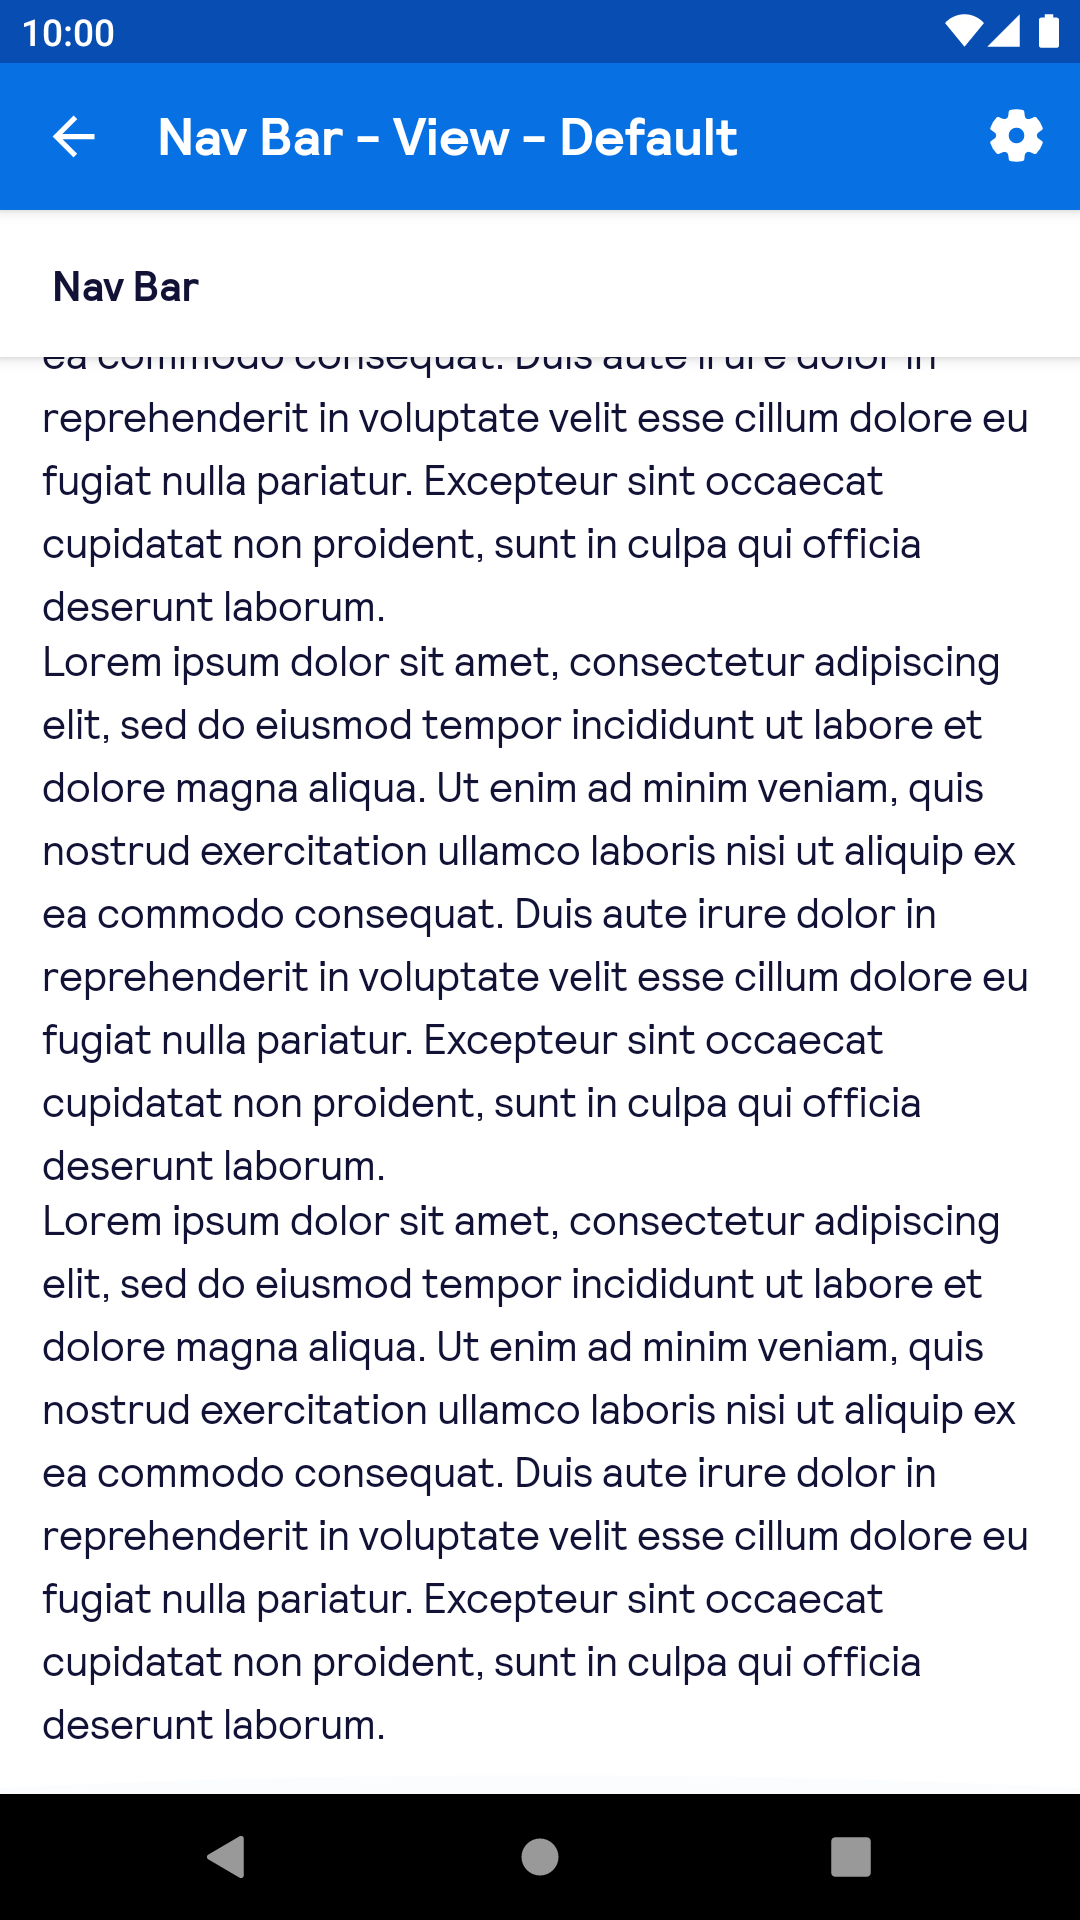 10:00
Nav Bar - View - Default
Nav Bar
ea commodo consequat. Duis aute irure dolor in
reprehenderit in voluptate velit esse cillum dolore eu
fugiat nulla pariatur. Excepteur sint occaecat
cupidatat non proident, sunt in culpa qui officia
deserunt laborum.
Lorem ipsum dolor sit amet, consectetur adipiscing
elit, sed do eiusmod tempor incididunt ut labore et
dolore magna aliqua. Ut enim ad minim veniam, quis
nostrud exercitation ullamco laboris nisi ut aliquip ex
ea commodo consequat. Duis aute irure dolor in
reprehenderit in voluptate velit esse cillum dolore eu
fugiat nulla pariatur. Excepteur sint occaecat
cupidatat non proident, sunt in culpa qui officia
deserunt laborum.
Lorem ipsum dolor sit amet, consectetur adipiscing
elit, sed do eiusmod tempor incididunt ut labore et
dolore magna aliqua. Ut enim ad minim veniam, quis
nostrud exercitation ullamco laboris nisi ut aliquip ex
ea commodo consequat. Duis aute irure dolor in
reprehenderit in voluptate velit esse cillum dolore eu
fugiat nulla pariatur. Excepteur sint occaecat
cupidatat non proident, sunt in culpa qui officia
deserunt laborum.